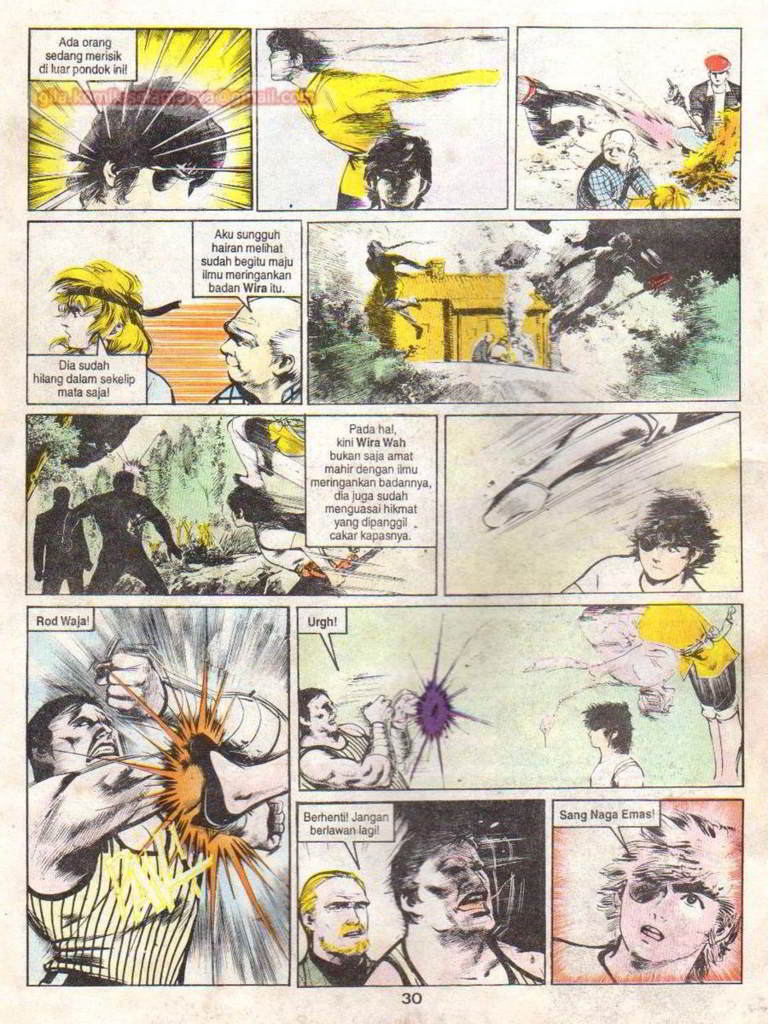 Ada orang
sedang merisik
di luar pondok ini!
Aku sungguh
hairan melihat
sudah begitu maju
ilmu meringankan
badan Wira itu.
Dia sudah
hilang dalam sekelip
mata saja!
Pada hal,
kini Wira Wah
bukan saja amat
mahir dengan ilmu
meringankan badannya,
dia juga sudah
menguasai hikmat
yang dipanggil
cakar kapasnya.
Rod Waja!
Urgh!
Berhenti! Jangan
berlawan lagi!
Sang Naga Emas!
30